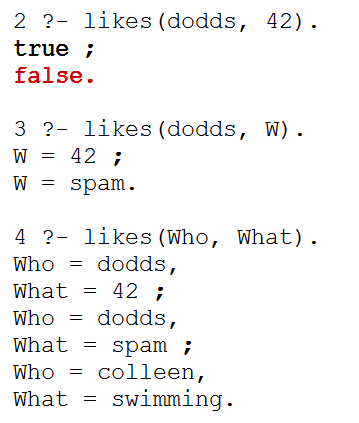 2 ?- likes(dodds, 42).
true ;
false.
3 ?- likes(dodds, W).
W = 42 ;
W = spam.
4 ?- likes(Who, What).
Who = dodds,
What = 42 ;
Who = dodds,
What = spam ;
Who = colleen,
What = swimming.